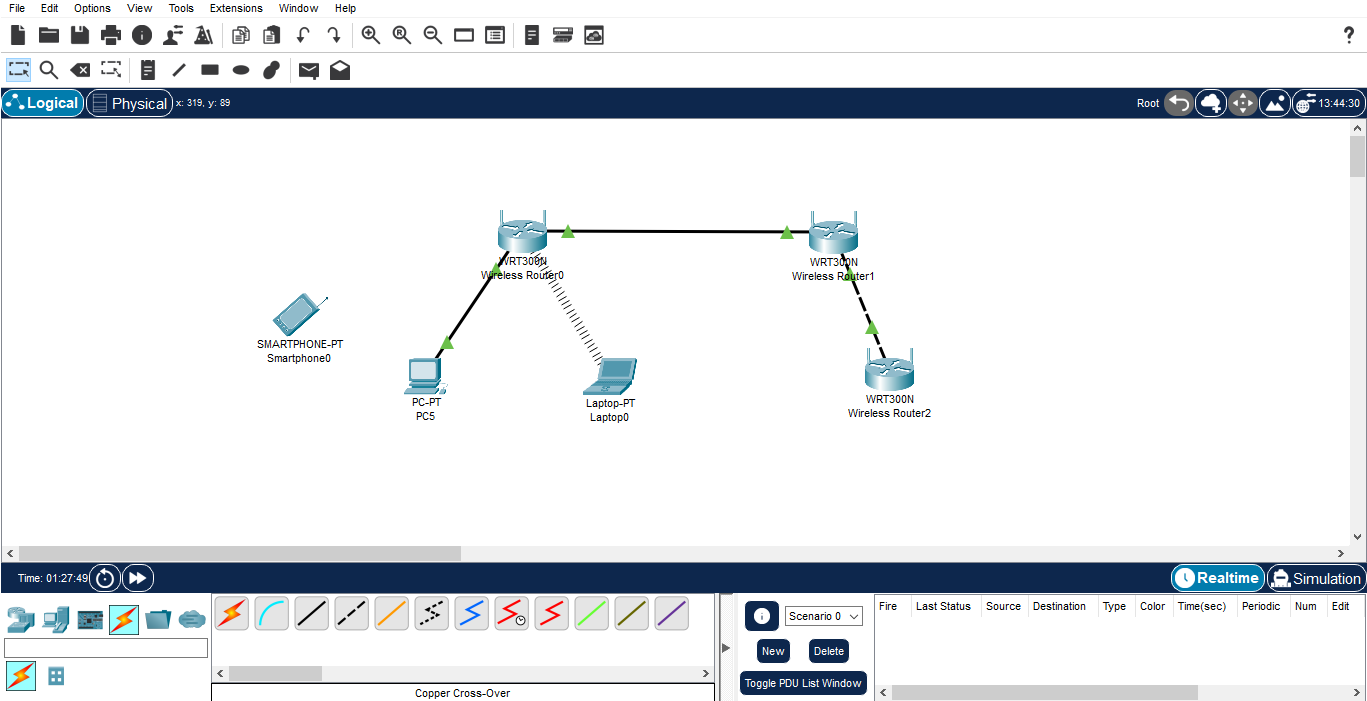 File Edit Options View Tools Extensions Window Help
R
?
Logical Physical x: 319, y: 89 Root 13:44:30
WRT300N
Wireless Router0
WRT300N
Wireless Router1
SMARTPHONE-PT
Smartphone0
PC-PT
PC5
Laptop-PT
Laptop0
WRT300N
Wireless Router2
Time: 01:27:49 Realtime Simulation
Scenario 0
New Delete
Toggle PDU List Window
Fire Last Status Source Destination Type Color Time(sec) Periodic Num Edit
Copper Cross-Over